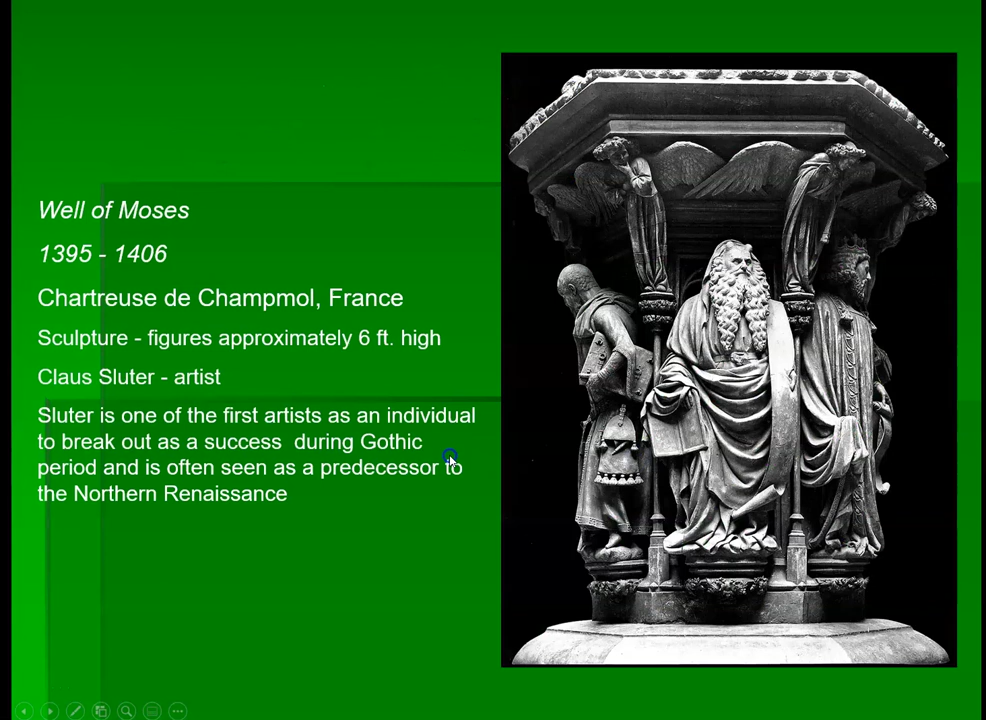 Well of Moses
1395 - 1406
Chartreuse de Champmol, France
Sculpture - figures approximately 6 ft. high
Claus Sluter - artist
Sluter is one of the first artists as an individual
to break out as a success  during Gothic
period and is often seen as a predecessor to
the Northern Renaissance